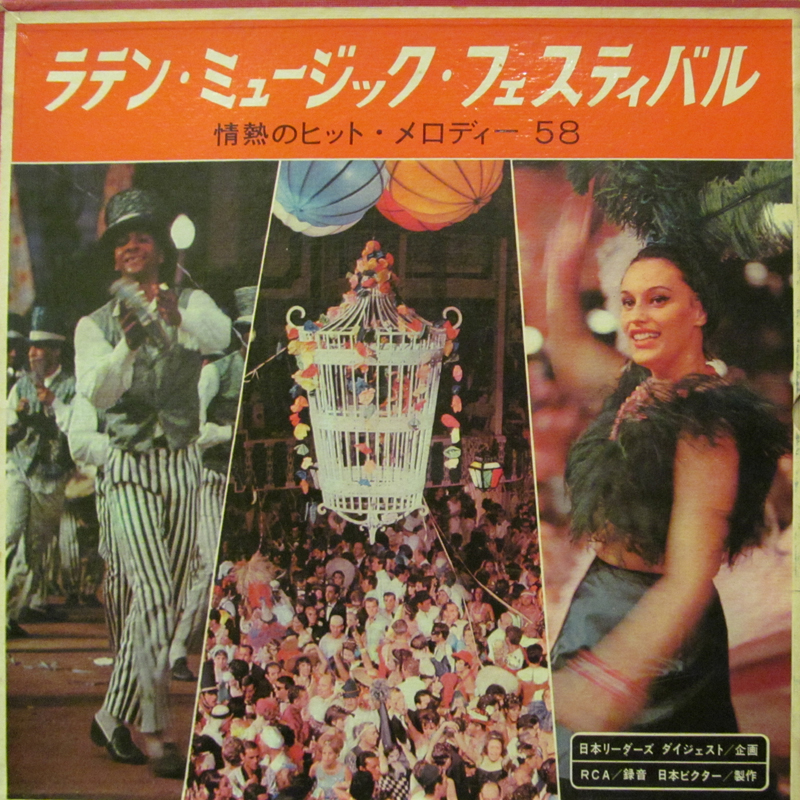 ラテン・ミュージック・フェスティバル
情熱のヒット・メロディー 58
日本リーダーズ ダイジェスト/企画
RCA/録音 日本ビクター/製作